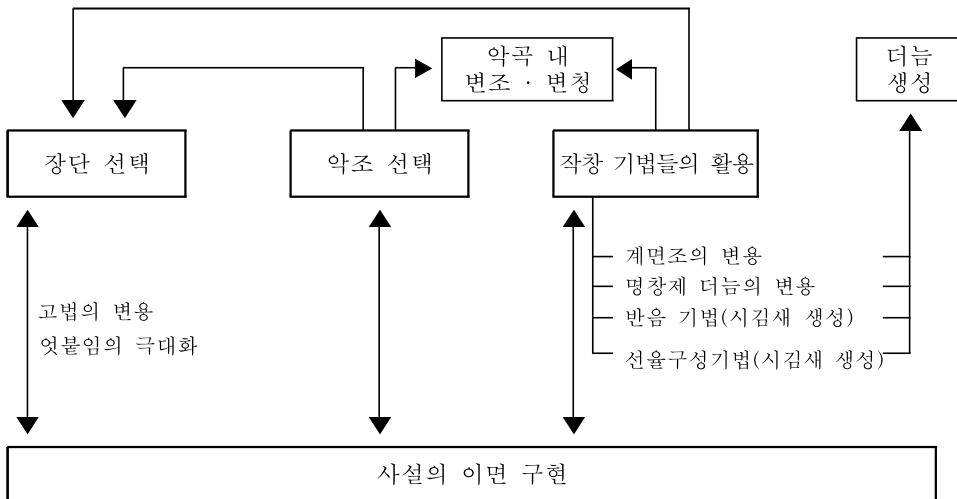 악곡 내
변조 · 변청
더늠
생성
장단 선택
악조 선택
작창 기법들의 활용
계면조의 변용
명창제 더늠의 변용
반음 기법(시김새 생성)
선율구성기법(시김새 생성)
고법의 변용
엇붙임의 극대화
사설의 이면 구현